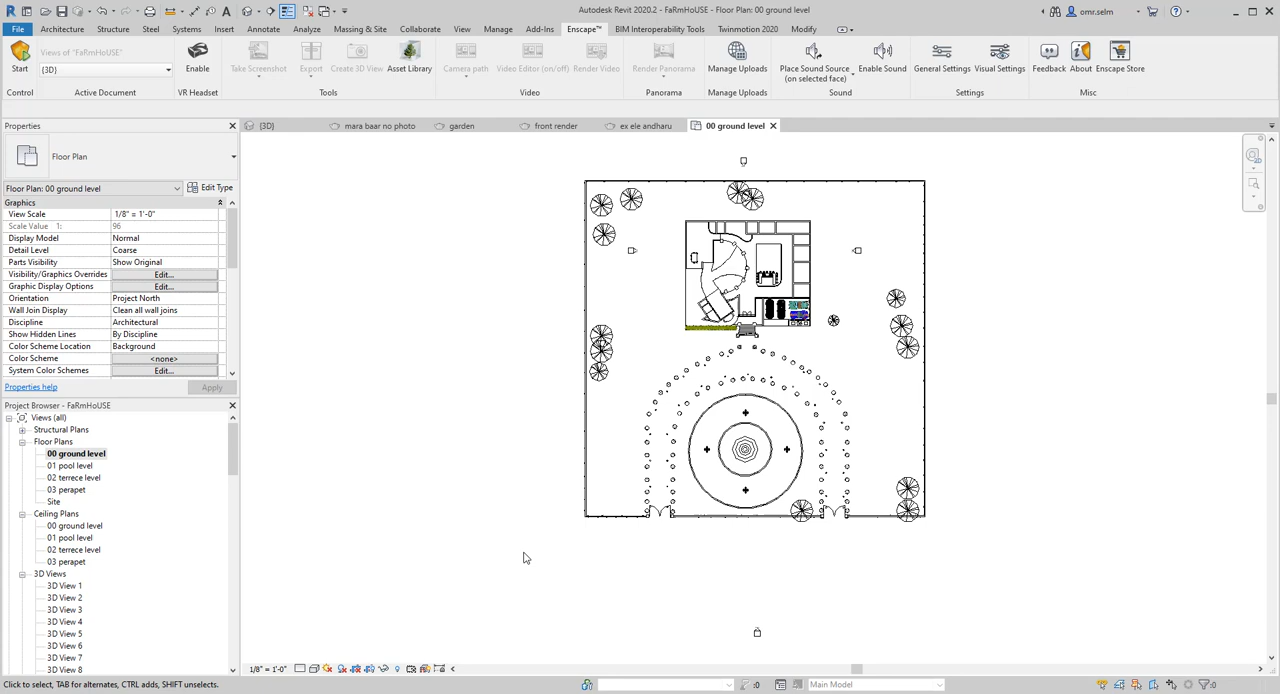 Autodesk Revit 2020.2 - FaRmHoUSE - Floor Plan: 00 ground level
omr.selm
File Architecture Structure Steel Systems Insert Annotate Analyze Massing & Site Collaborate View Manage Add-Ins Enscape™ BIM Interoperability Tools Twinmotion 2020 Modify
Views of "FaRmHoUSE"
{3D}
Start Enable Take Screenshot Export Create 3D View Asset Library Camera path Video Editor (on/off) Render Video Render Panorama Manage Uploads Place Sound Source Enable Sound General Settings Visual Settings Feedback About Enscape Store
(on selected face)
Control Active Document VR Headset Tools Video Panorama Manage Uploads Sound Settings Misc
Properties
{3D} mara baar no photo garden front render ex ele andharu 00 ground level
Floor Plan
Floor Plan: 00 ground level Edit Type
Graphics
View Scale 1/8" = 1'-0"
Scale Value 1: 96
Display Model Normal
Detail Level Coarse
Parts Visibility Show Original
Visibility/Graphics Overrides Edit...
Graphic Display Options Edit...
Orientation Project North
Wall Join Display Clean all wall joins
Discipline Architectural
Show Hidden Lines By Discipline
Color Scheme Location Background
Color Scheme <none>
System Color Schemes Edit...
Properties help Apply
Project Browser - FaRmHoUSE
Views (all)
Structural Plans
Floor Plans
00 ground level
01 pool level
02 terrece level
03 perapet
Site
Ceiling Plans
00 ground level
01 pool level
02 terrece level
03 perapet
3D Views
3D View 1
3D View 2
3D View 3
3D View 4
3D View 5
3D View 6
3D View 7
3D View 8
1/8" = 1'-0"
Click to select, TAB for alternates, CTRL adds, SHIFT unselects. :0 Main Model :0